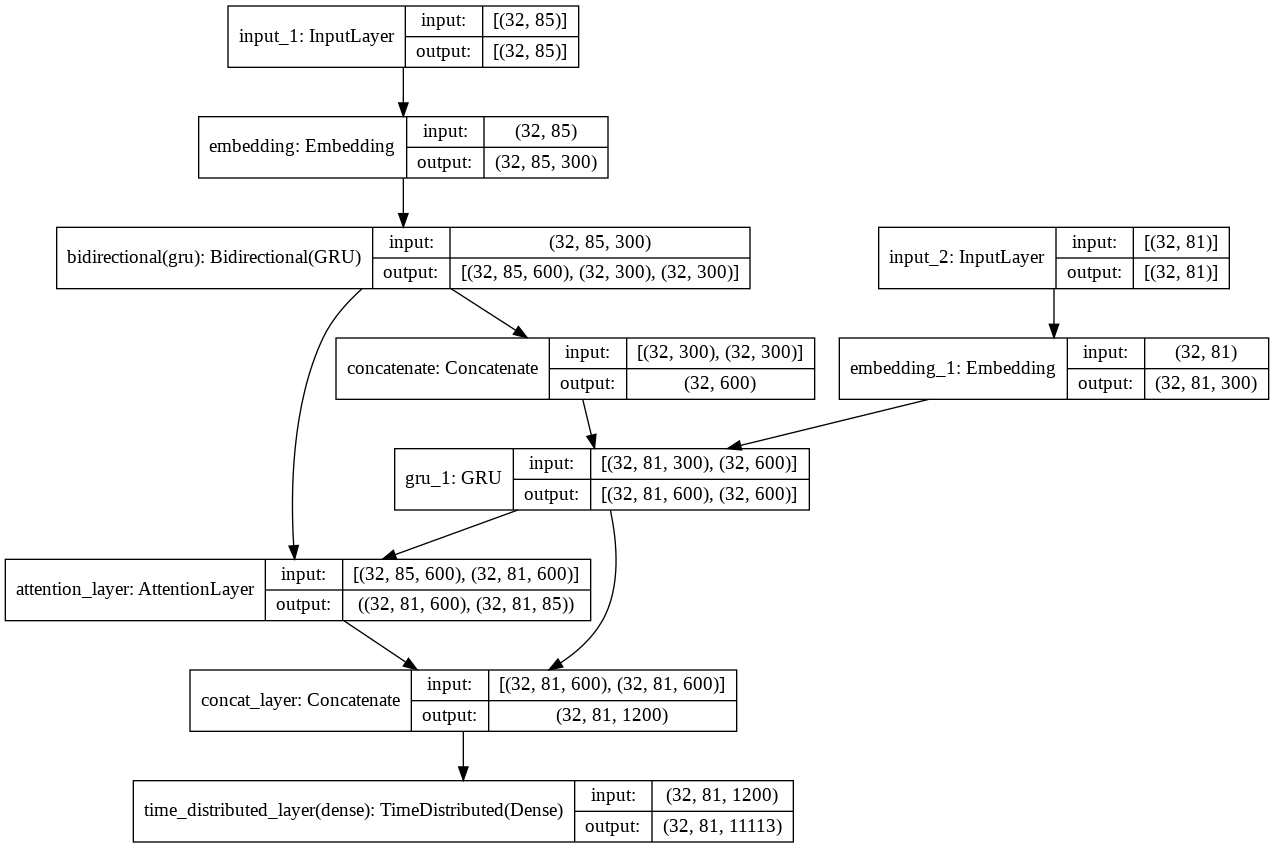 input_1: InputLayer
input: [(32, 85)]
output: [(32, 85)]
embedding: Embedding
input: (32, 85)
output: (32, 85, 300)
bidirectional(gru): Bidirectional(GRU)
input: (32, 85, 300)
output: [(32, 85, 600), (32, 300), (32, 300)]
input_2: InputLayer
input: [(32, 81)]
output: [(32, 81)]
concatenate: Concatenate
input: [(32, 300), (32, 300)]
output: (32, 600)
embedding_1: Embedding
input: (32, 81)
output: (32, 81, 300)
gru_1: GRU
input: [(32, 81, 300), (32, 600)]
output: [(32, 81, 600), (32, 600)]
attention_layer: AttentionLayer
input: [(32, 85, 600), (32, 81, 600)]
output: ((32, 81, 600), (32, 81, 85))
concat_layer: Concatenate
input: [(32, 81, 600), (32, 81, 600)]
output: (32, 81, 1200)
time_distributed_layer(dense): TimeDistributed(Dense)
input: (32, 81, 1200)
output: (32, 81, 11113)